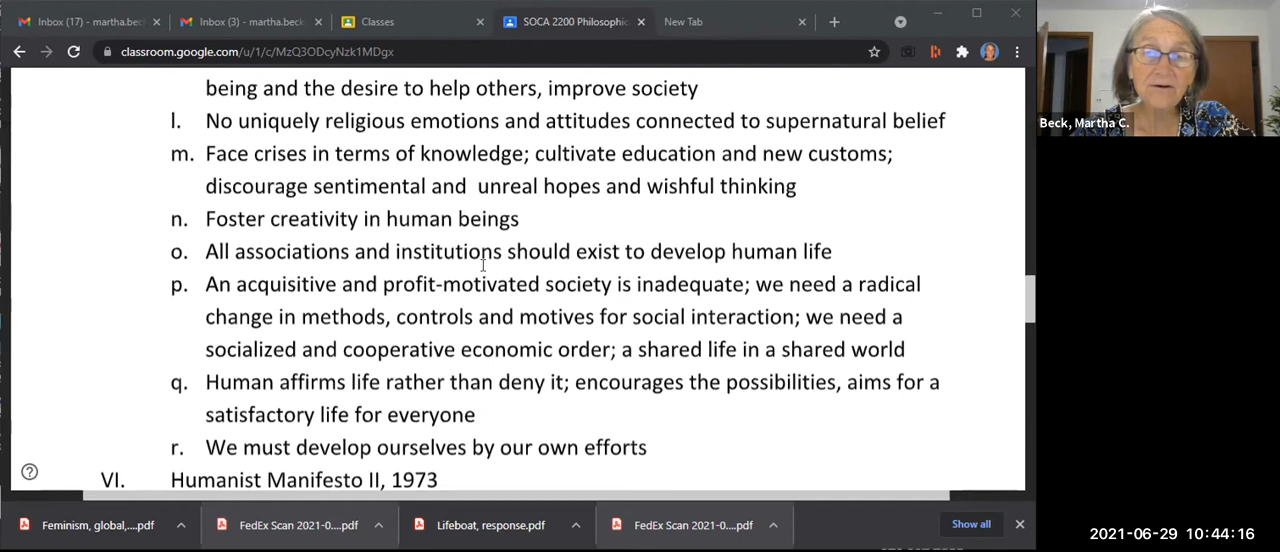 Inbox (17) - martha.beck
Inbox (3) - martha.beck
Classes
SOCA 2200 Philosophic
New Tab
classroom.google.com/u/1/c/MzQ3ODcyNzk1MDgx
Beck, Martha C.
being and the desire to help others, improve society
l. No uniquely religious emotions and attitudes connected to supernatural belief
m. Face crises in terms of knowledge; cultivate education and new customs;
discourage sentimental and unreal hopes and wishful thinking
n. Foster creativity in human beings
o. All associations and institutions should exist to develop human life
p. An acquisitive and profit-motivated society is inadequate; we need a radical
change in methods, controls and motives for social interaction; we need a
socialized and cooperative economic order; a shared life in a shared world
q. Human affirms life rather than deny it; encourages the possibilities, aims for a
satisfactory life for everyone
r. We must develop ourselves by our own efforts
VI. Humanist Manifesto II, 1973
Feminism, global,....pdf
FedEx Scan 2021-0....pdf
Lifeboat, response.pdf
FedEx Scan 2021-0....pdf
Show all
2021-06-29 10:44:16